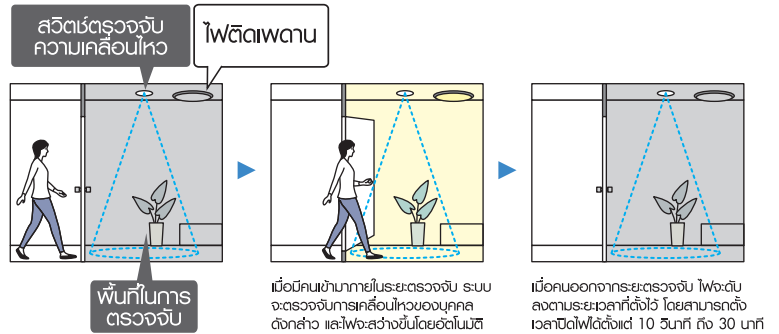 สวิตช์ตรวจจับ
ความเคลื่อนไหว
ไฟติดเพดาน
พื้นที่ในการ
ตรวจจับ
เมื่อมีคนเข้ามาภายในระยะตรวจจับ ระบบ
จะตรวจจับการเคลื่อนไหวของบุคคล
ดังกล่าว และไฟจะสว่างขึ้นโดยอัตโนมัติ
เมื่อคนออกจากระยะตรวจจับ ไฟจะดับ
ลงตามระยะเวลาที่ตั้งไว้ โดยสามารถตั้ง
เวลาปิดไฟได้ตั้งแต่ 10 วินาที ถึง 30 นาที